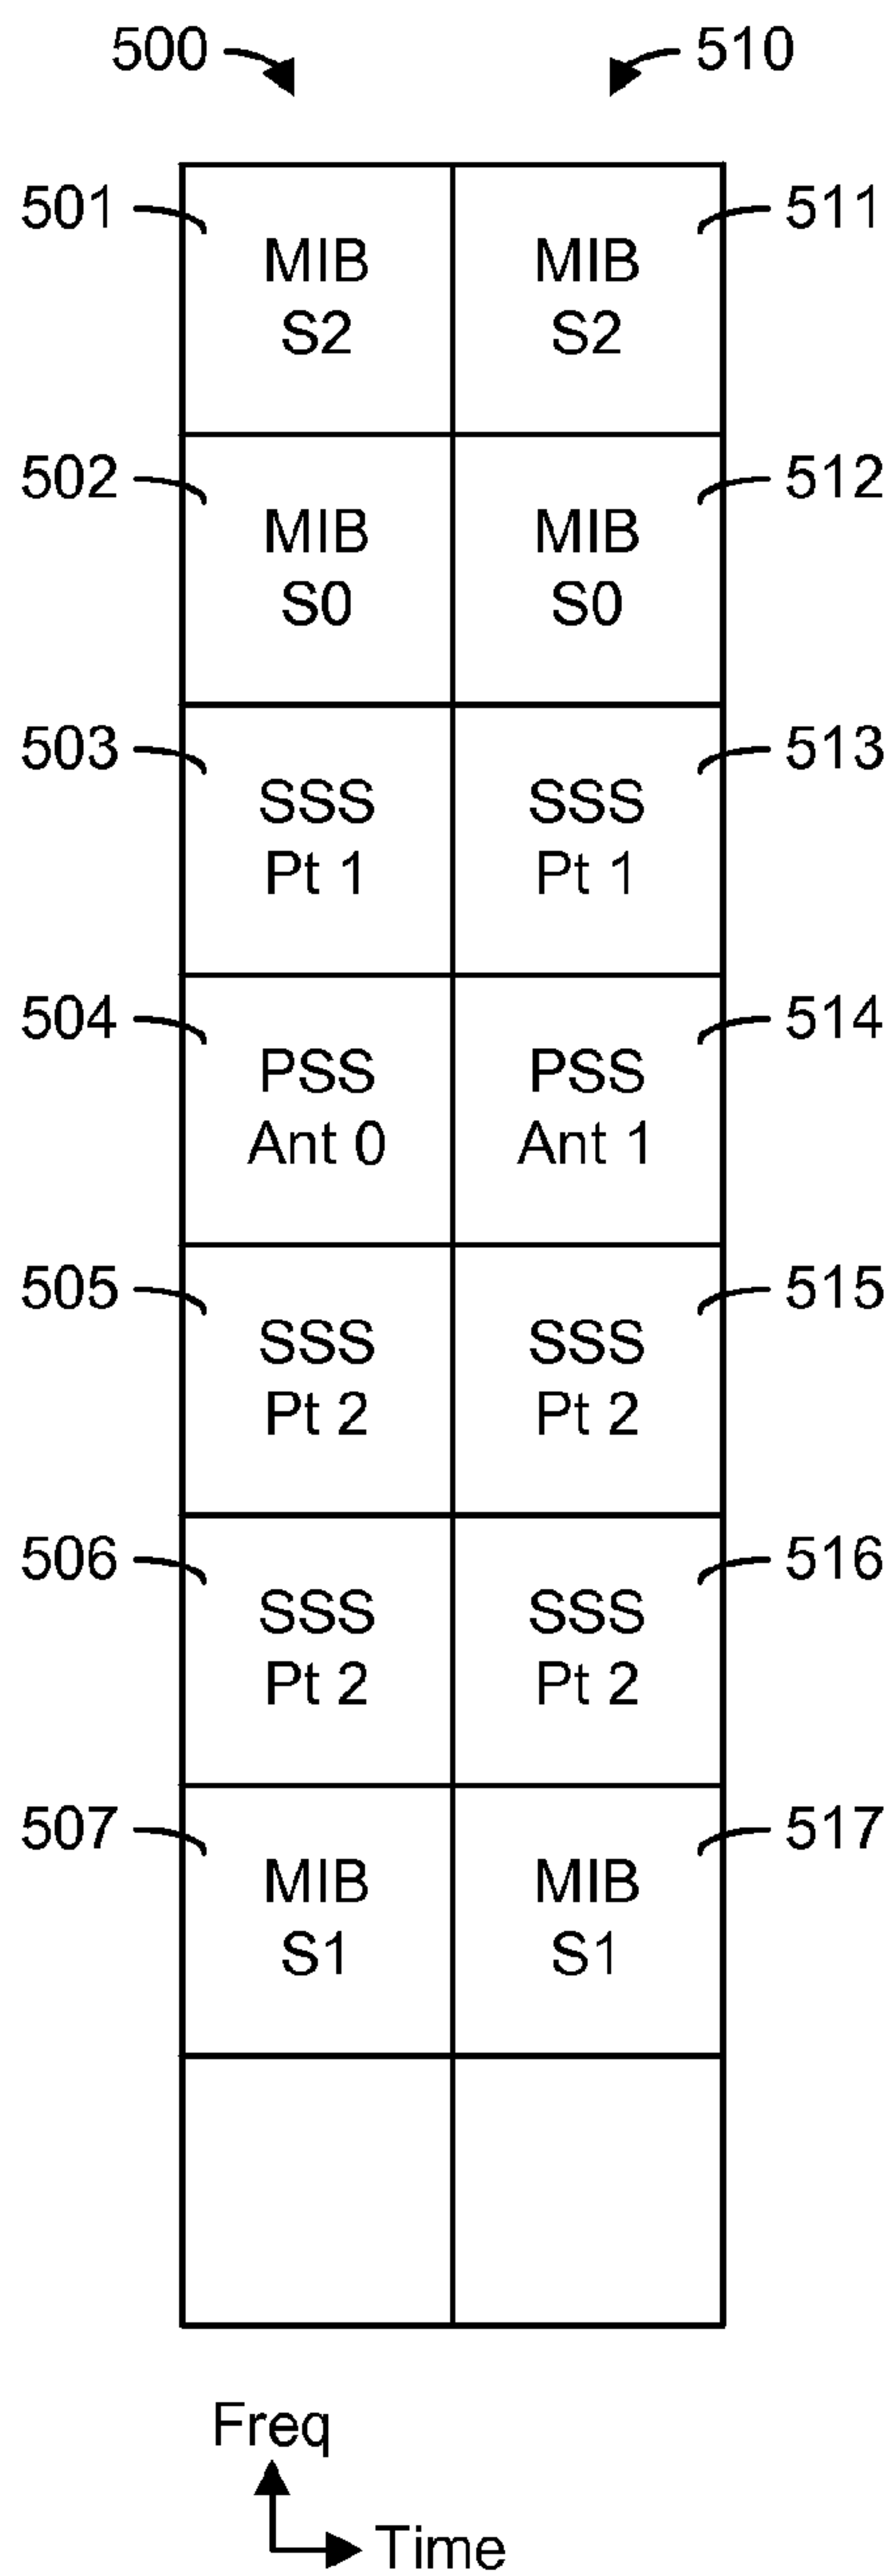 500 510
501 MIB MIB 511
S2 S2
502 MIB MIB 512
S0 S0
503 SSS SSS 513
Pt 1 Pt 1
504 PSS PSS 514
Ant 0 Ant 1
505 SSS SSS 515
Pt 2 Pt 2
506 SSS SSS 516
Pt 2 Pt 2
507 MIB MIB 517
S1 S1
Freq
Time